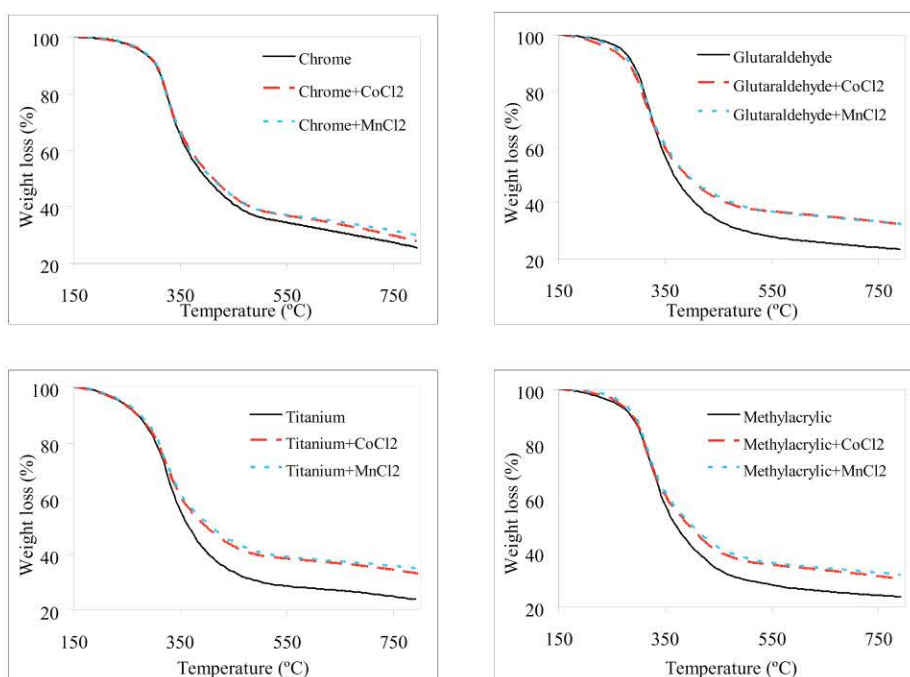 100
80
60
40
20
Weight loss (%)
Chrome
Chrome+CoCl2
Chrome+MnCl2
150 350 550 750
Temperature (ºC)
100
80
60
40
20
Weight loss (%)
Glutaraldehyde
Glutaraldehyde+CoCl2
Glutaraldehyde+MnCl2
150 350 550 750
Temperature (ºC)
100
80
60
40
20
Weight loss (%)
Titanium
Titanium+CoCl2
Titanium+MnCl2
150 350 550 750
Temperature (ºC)
100
80
60
40
20
Weight loss (%)
Methylacrylic
Methylacrylic+CoCl2
Methylacrylic+MnCl2
150 350 550 750
Temperature (ºC)